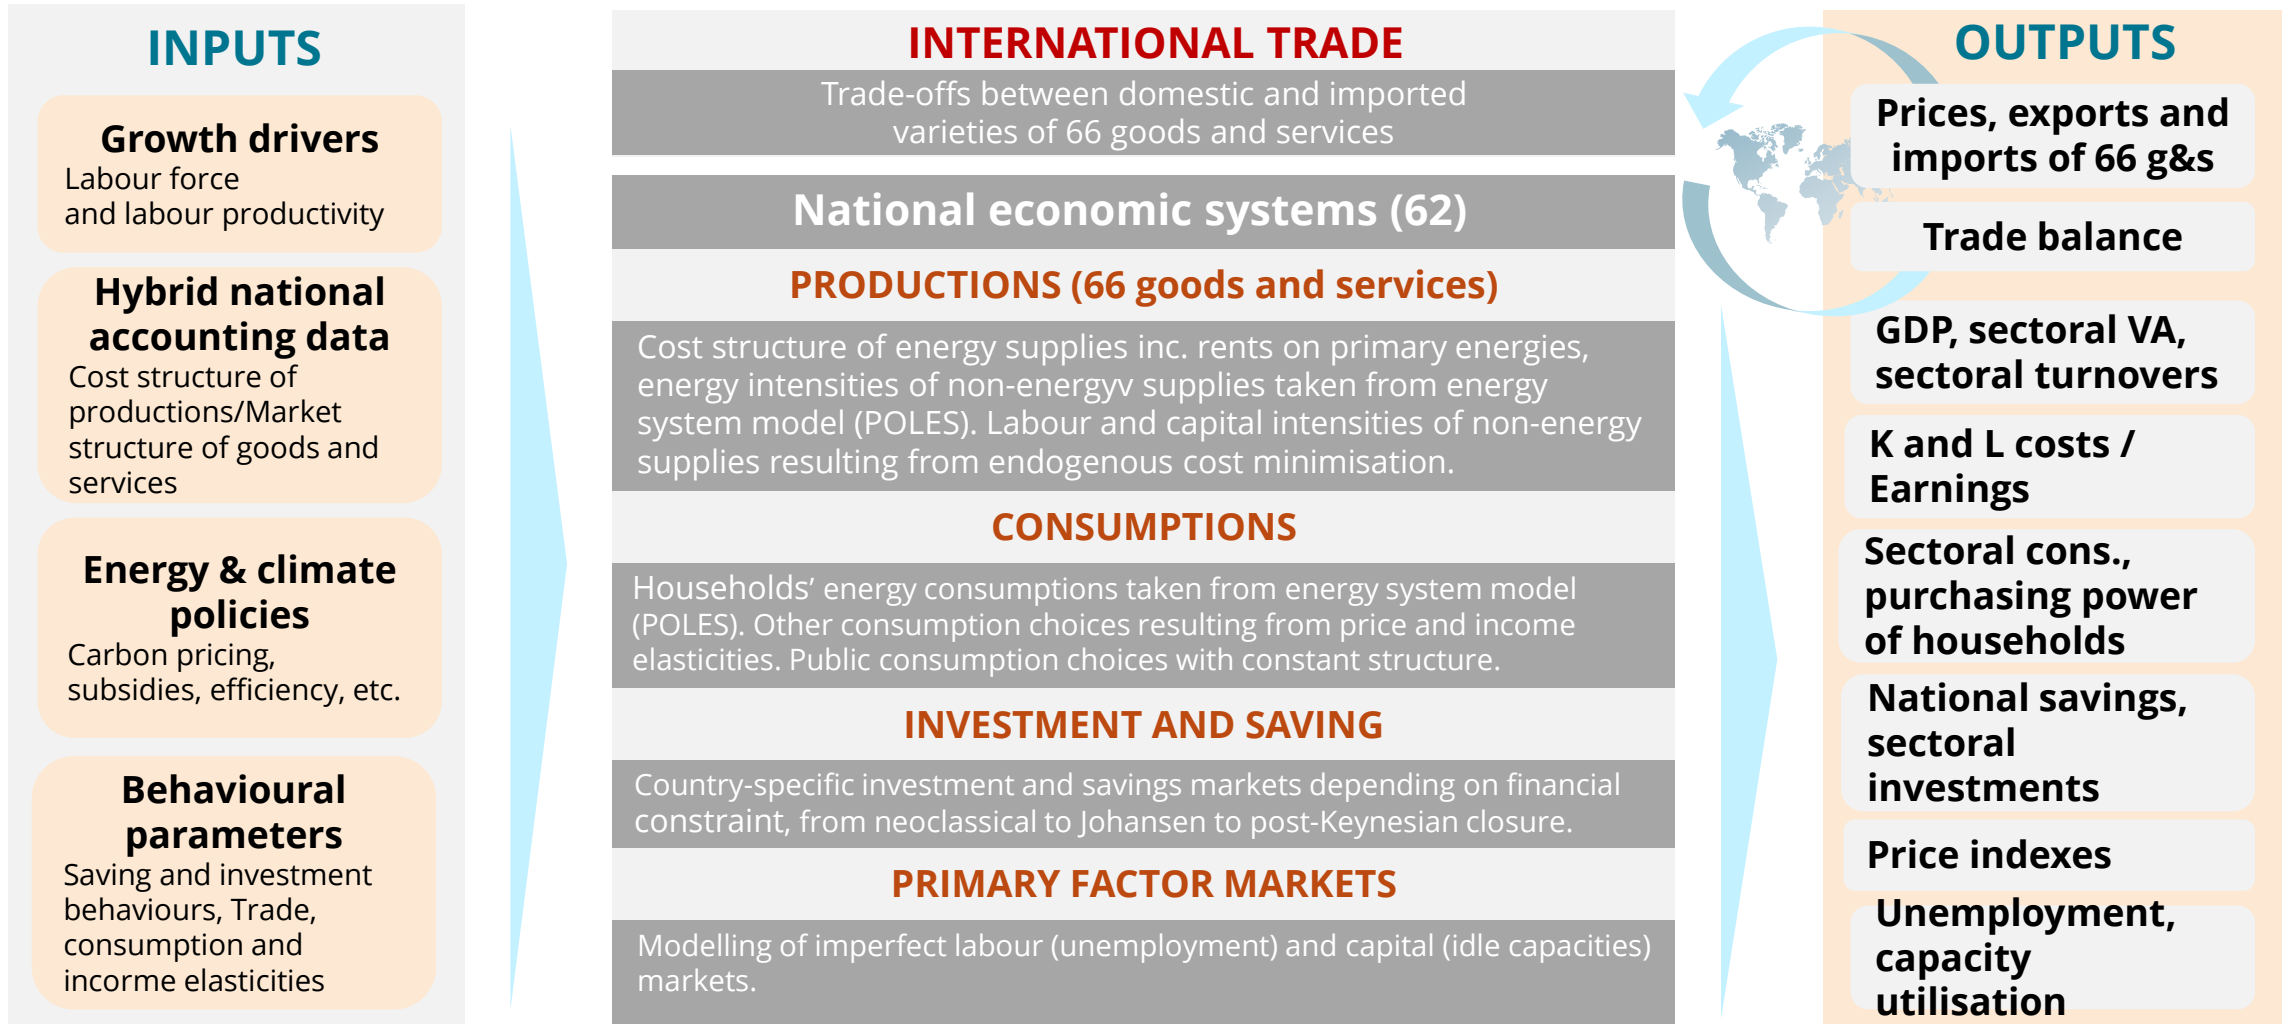 INPUTS
Growth drivers
Labour force
and labour productivity
Hybrid national
accounting data
Cost structure of
productions/Market
structure of goods and
services
Energy & climate
policies
Carbon pricing,
subsidies, efficiency, etc.
Behavioural
parameters
Saving and investment
behaviours, Trade,
consumption and
incorme elasticities
INTERNATIONAL TRADE
Trade-offs between domestic and imported
varieties of 66 goods and services
National economic systems (62)
PRODUCTIONS (66 goods and services)
Cost structure of energy supplies inc. rents on primary energies,
energy intensities of non-energyv supplies taken from energy
system model (POLES). Labour and capital intensities of non-energy
supplies resulting from endogenous cost minimisation.
CONSUMPTIONS
Households’ energy consumptions taken from energy system model
(POLES). Other consumption choices resulting from price and income
elasticities. Public consumption choices with constant structure.
INVESTMENT AND SAVING
Country-specific investment and savings markets depending on financial
constraint, from neoclassical to Johansen to post-Keynesian closure.
PRIMARY FACTOR MARKETS
Modelling of imperfect labour (unemployment) and capital (idle capacities)
markets.
OUTPUTS
Prices, exports and
imports of 66 g&s
Trade balance
GDP, sectoral VA,
sectoral turnovers
K and L costs /
Earnings
Sectoral cons.,
purchasing power
of households
National savings,
sectoral
investments
Price indexes
Unemployment,
capacity
utilisation